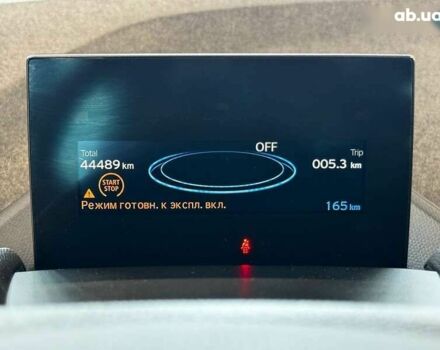 ab.ua
OFF
Total
44489 km
Trip
005.3 km
START
STOP
Режим готовн. к экспл. вкл.
165 km